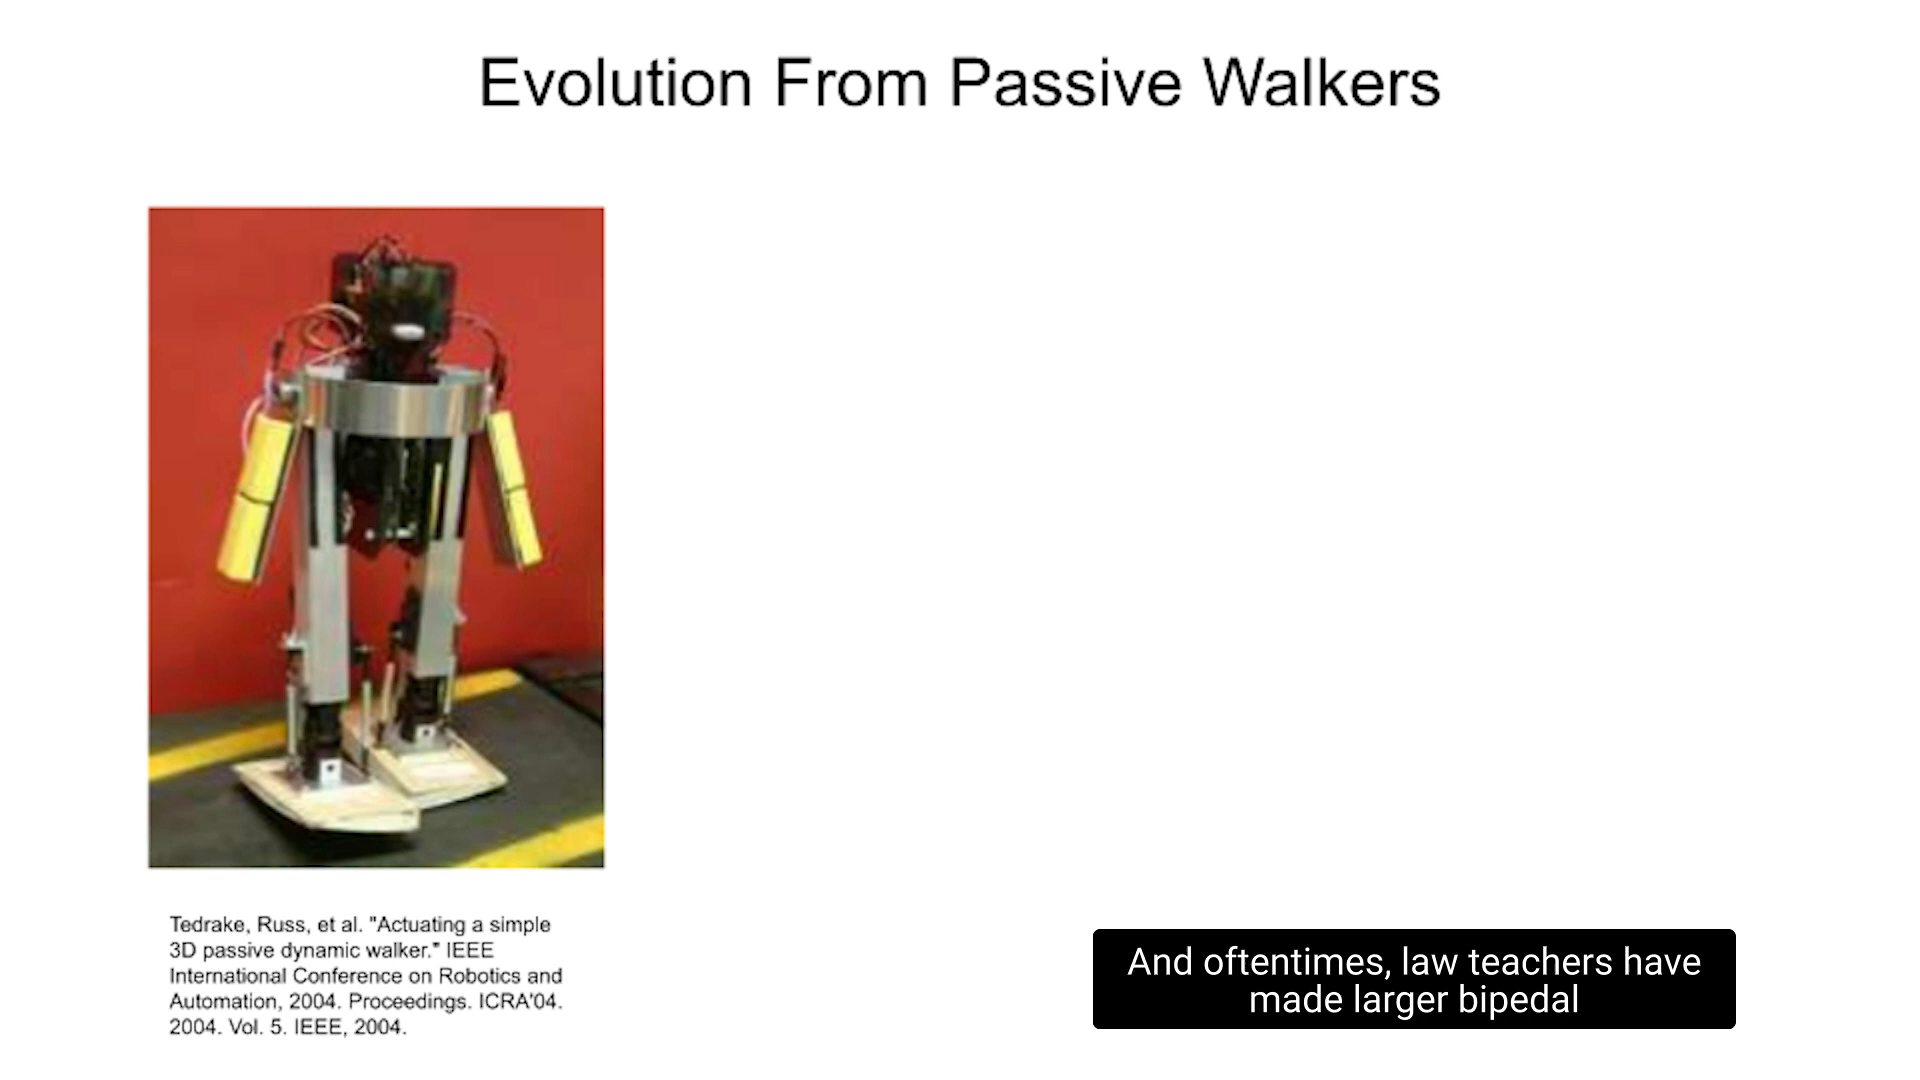 Evolution From Passive Walkers
Tedrake, Russ, et al. "Actuating a simple
3D passive dynamic walker." IEEE
International Conference on Robotics and
Automation, 2004. Proceedings. ICRA'04.
2004. Vol. 5. IEEE, 2004.
And oftentimes, law teachers have
made larger bipedal